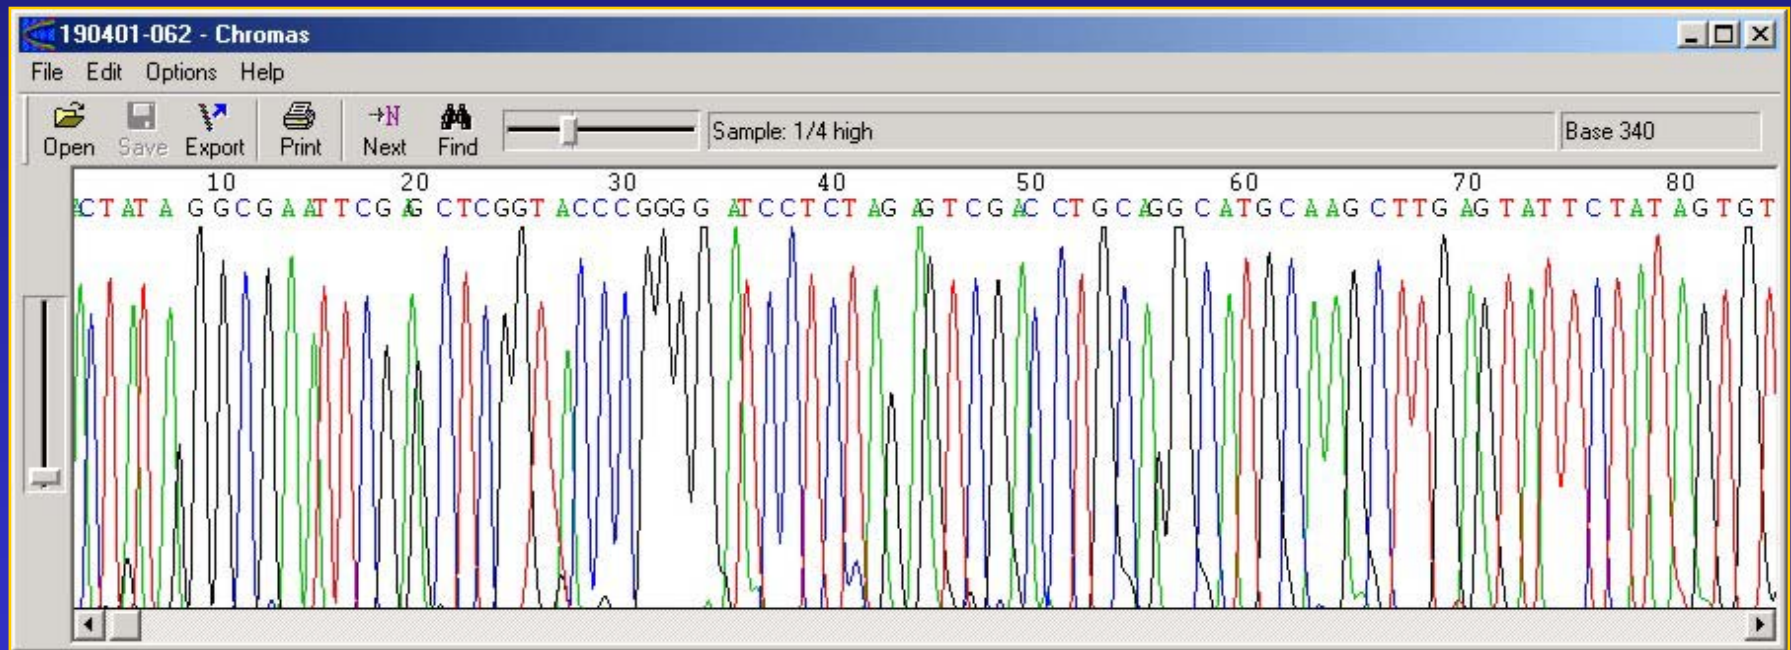 190401-062 - Chromas
File Edit Options Help
Open Save Export Print →N Next Find Sample: 1/4 high Base 340
10 20 30 40 50 60 70 80
ACTATAGGCGAATTCGAGCTCGGTACCCGGGGATCCTCTAGAGTCGACCTGCAGGCATGCAAGCTTGAGTATTCTATAGTGT